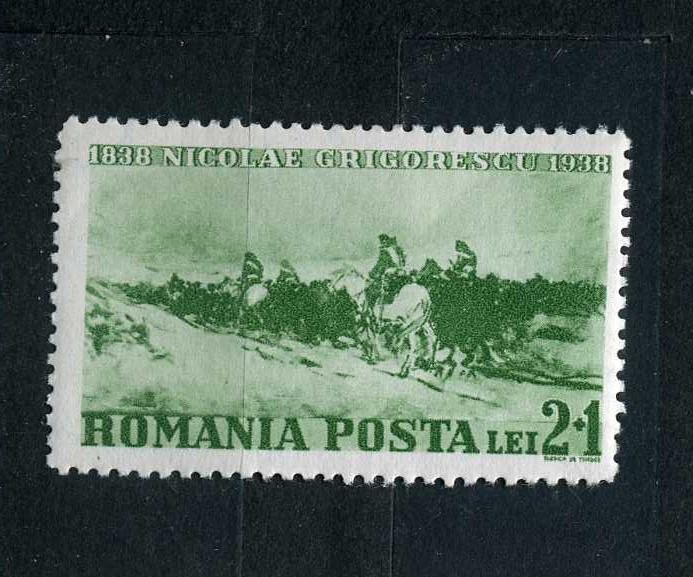 1838 NICOLAE GRIGORESCU 1938
ROMANIA POSTA LEI 2+1